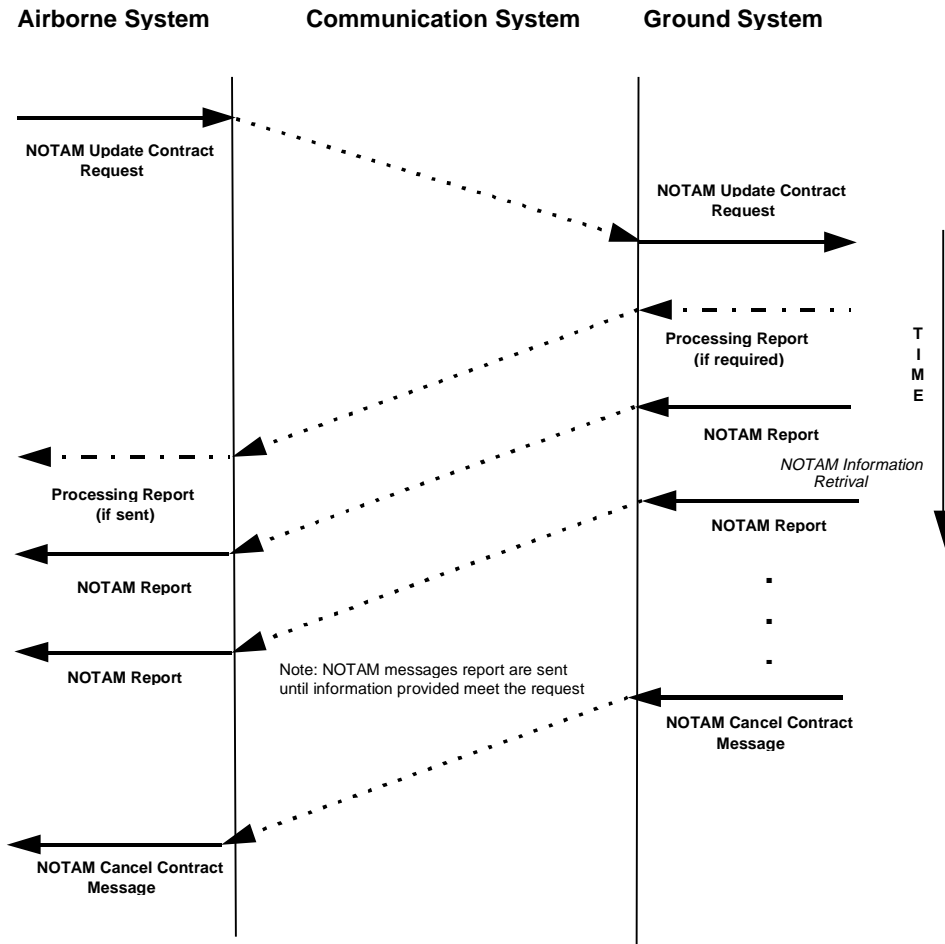 Airborne System
Communication System
Ground System
NOTAM Update Contract
Request
NOTAM Update Contract
Request
Processing Report
(if required)
T
I
M
E
NOTAM Report
NOTAM Information
Retrival
Processing Report
(if sent)
NOTAM Report
NOTAM Report
NOTAM Report
Note: NOTAM messages report are sent
until information provided meet the request
NOTAM Cancel Contract
Message
NOTAM Cancel Contract
Message